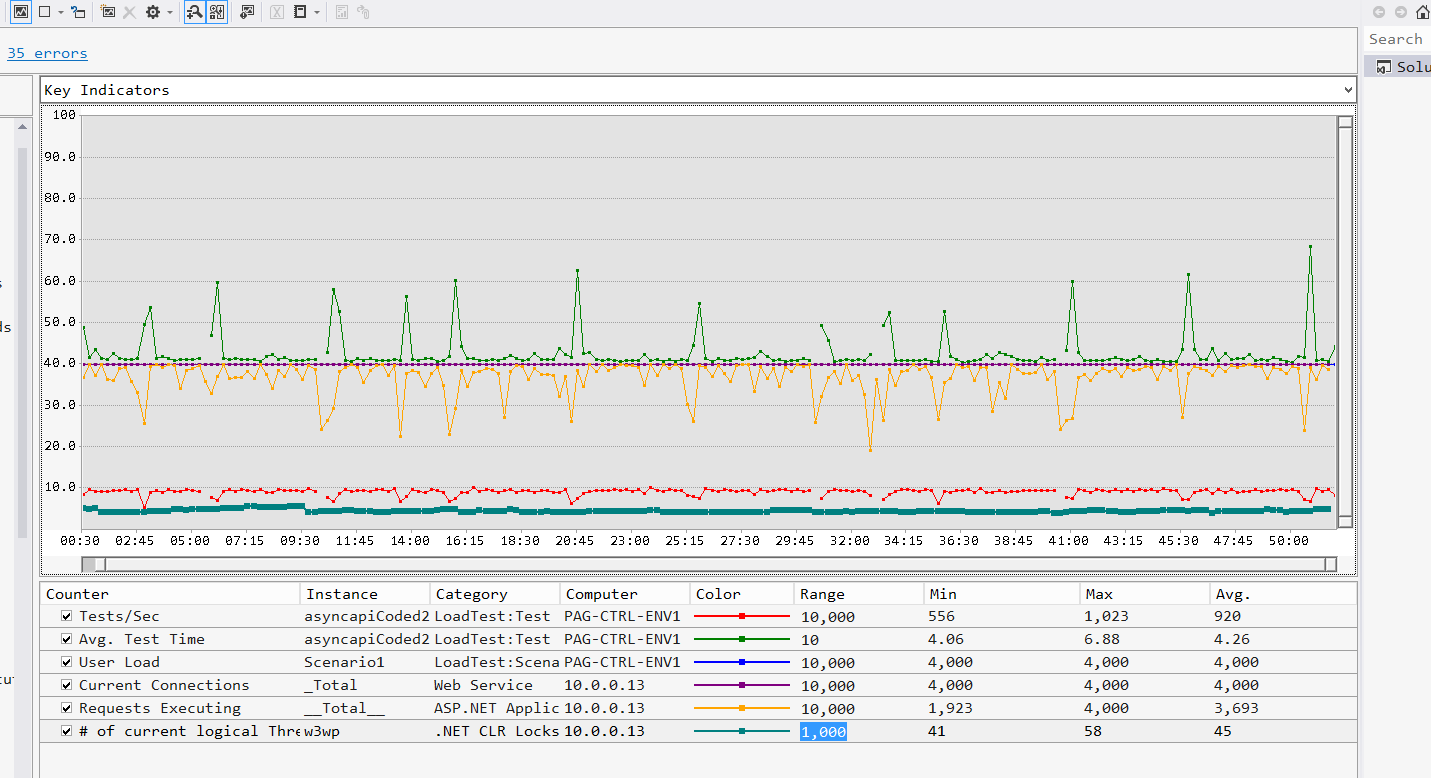 35 errors
Search
Solu
Key Indicators
100
90.0
80.0
70.0
60.0
50.0
40.0
30.0
20.0
10.0
00:30 02:45 05:00 07:15 09:30 11:45 14:00 16:15 18:30 20:45 23:00 25:15 27:30 29:45 32:00 34:15 36:30 38:45 41:00 43:15 45:30 47:45 50:00
Counter Instance Category Computer Color Range Min Max Avg.
Tests/Sec asyncapiCoded2 LoadTest:Test PAG-CTRL-ENV1 10,000 556 1,023 920
Avg. Test Time asyncapiCoded2 LoadTest:Test PAG-CTRL-ENV1 10 4.06 6.88 4.26
User Load Scenario1 LoadTest:Scena PAG-CTRL-ENV1 10,000 4,000 4,000 4,000
Current Connections _Total Web Service 10.0.0.13 10,000 4,000 4,000 4,000
Requests Executing __Total__ ASP.NET Applic 10.0.0.13 10,000 1,923 4,000 3,693
# of current logical Thre w3wp .NET CLR Locks 10.0.0.13 1,000 41 58 45